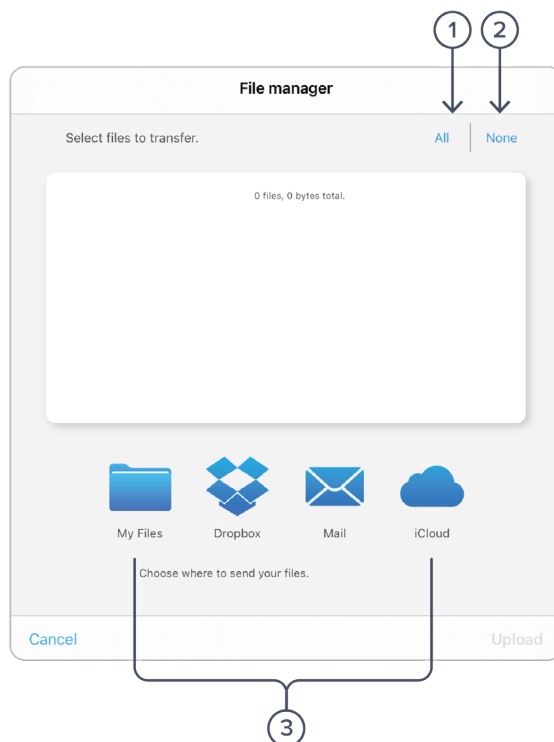 1 2
File manager
Select files to transfer. All None
0 files, 0 bytes total.
My Files Dropbox Mail iCloud
Choose where to send your files.
Cancel Upload
3